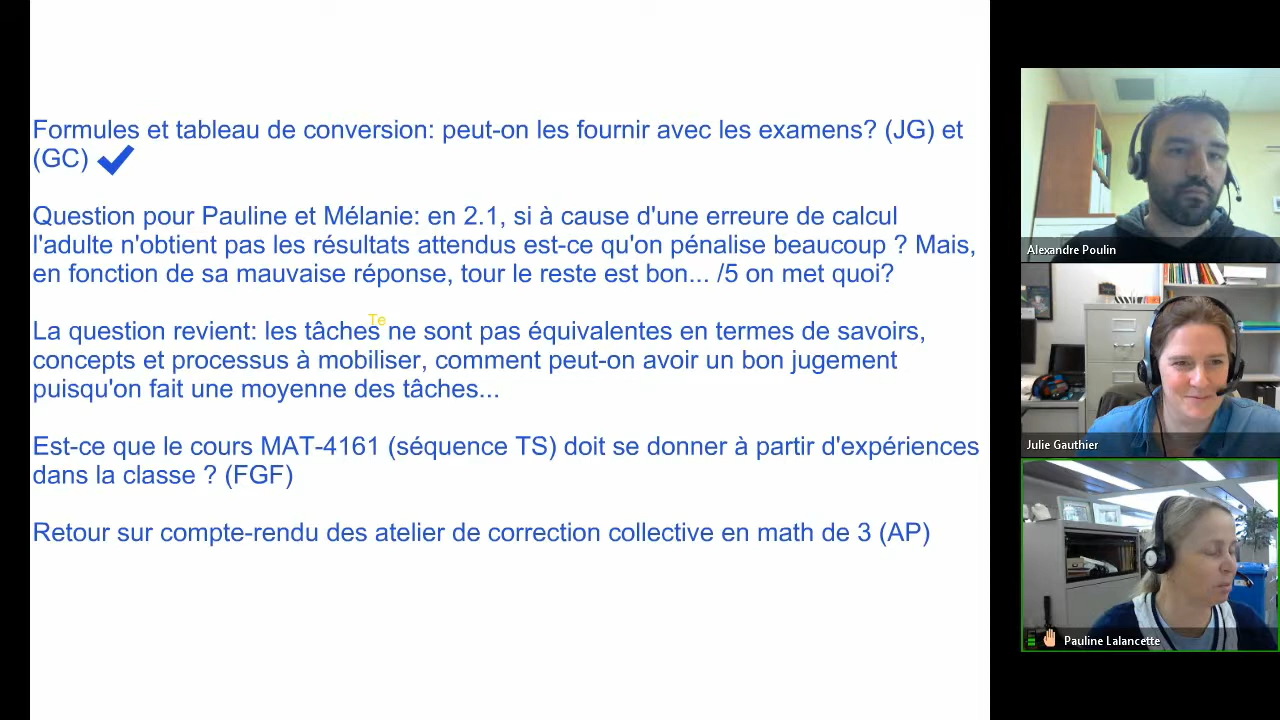 Formules et tableau de conversion: peut-on les fournir avec les examens? (JG) et
(GC)
Question pour Pauline et Mélanie: en 2.1, si à cause d'une erreure de calcul
l'adulte n'obtient pas les résultats attendus est-ce qu'on pénalise beaucoup ? Mais,
en fonction de sa mauvaise réponse, tour le reste est bon... /5 on met quoi?
Te
La question revient: les tâches ne sont pas équivalentes en termes de savoirs,
concepts et processus à mobiliser, comment peut-on avoir un bon jugement
puisqu'on fait une moyenne des tâches...
Est-ce que le cours MAT-4161 (séquence TS) doit se donner à partir d'expériences
dans la classe ? (FGF)
Retour sur compte-rendu des atelier de correction collective en math de 3 (AP)
Alexandre Poulin
Julie Gauthier
Pauline Lalancette